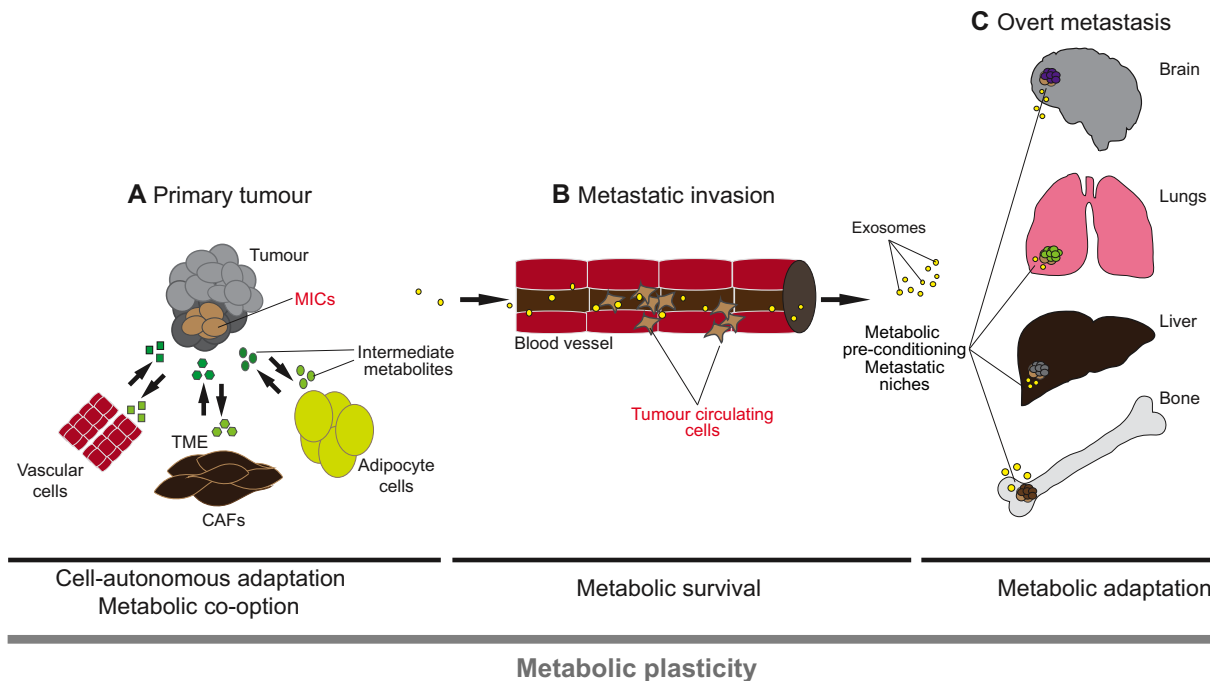 A Primary tumour
Tumour
MICs
Intermediate
metabolites
Vascular
cells
TME
CAFs
Adipocyte
cells
B Metastatic invasion
Blood vessel
Tumour circulating
cells
Exosomes
Metabolic
pre-conditioning
Metastatic
niches
C Overt metastasis
Brain
Lungs
Liver
Bone
Cell-autonomous adaptation
Metabolic co-option
Metabolic survival
Metabolic adaptation
Metabolic plasticity